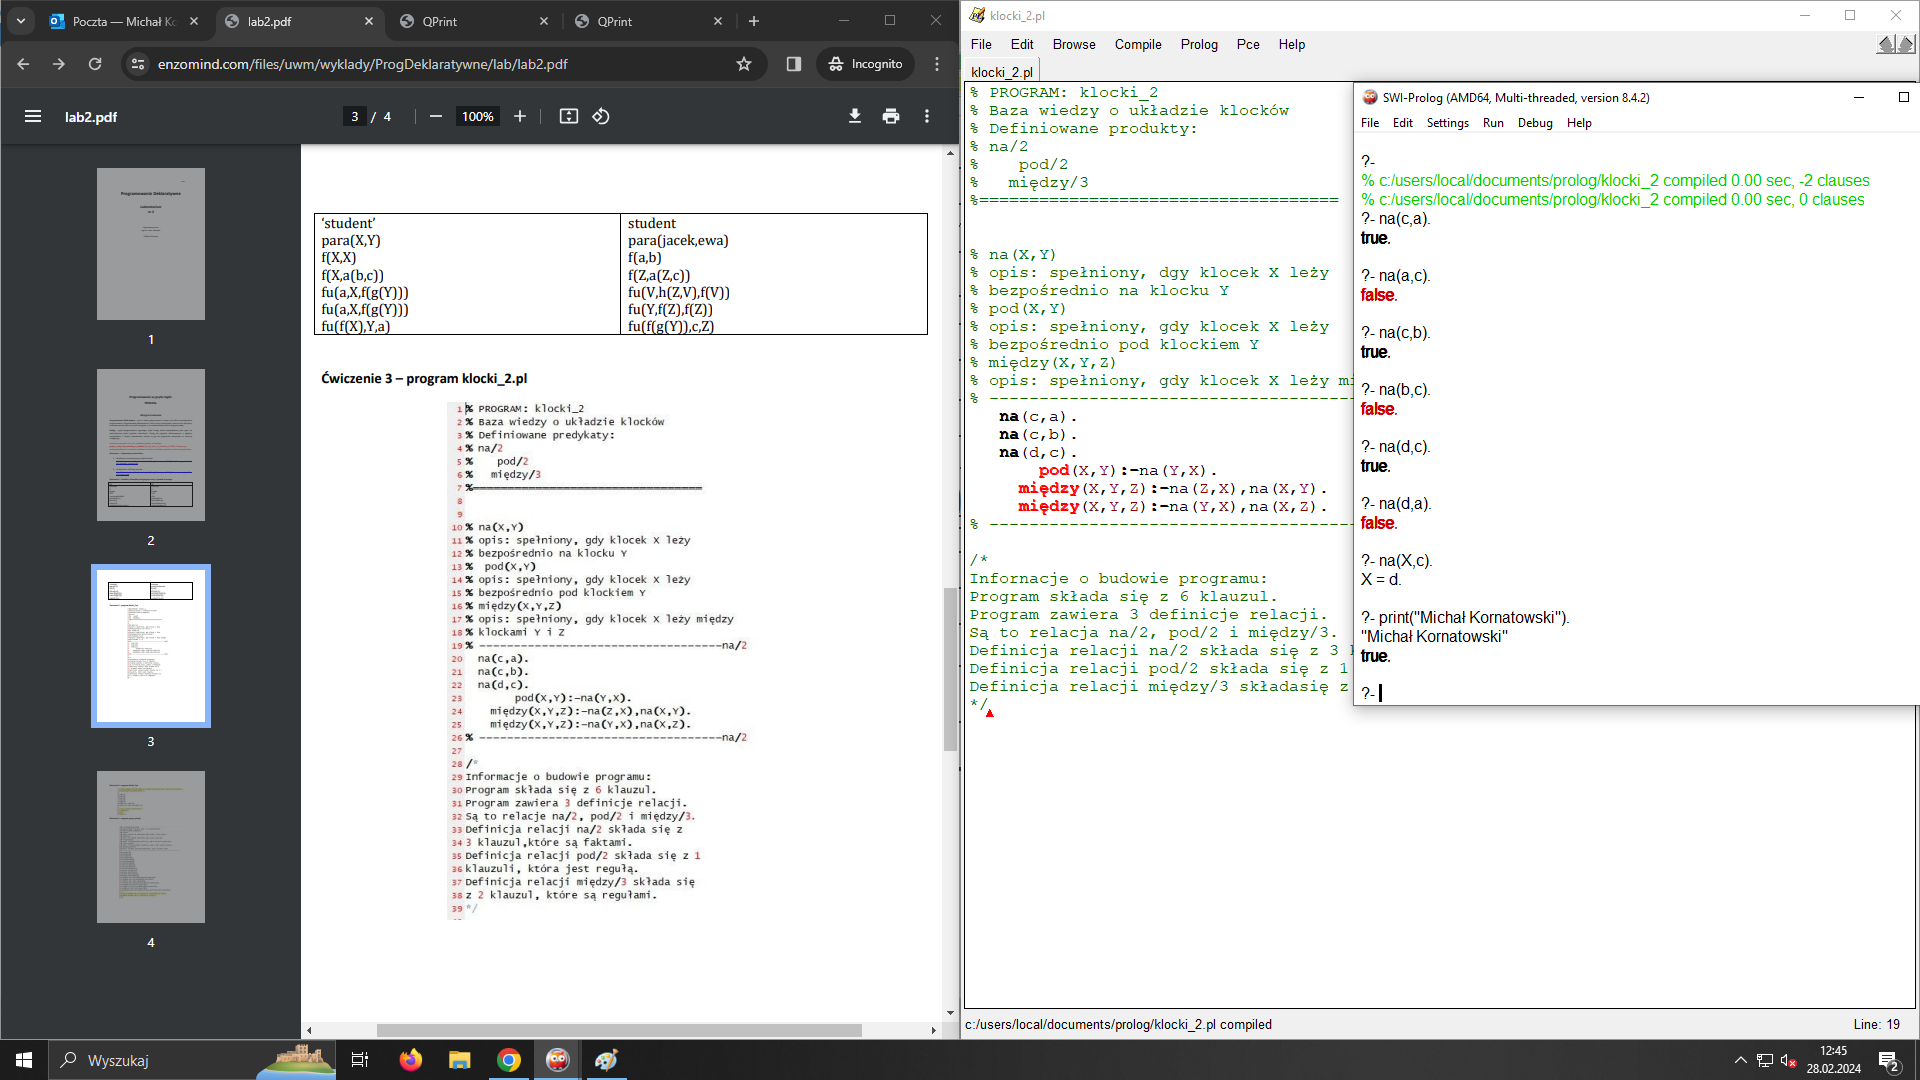 Poczta — Michał Ko
lab2.pdf
QPrint
QPrint
enzomind.com/files/uwm/wyklady/ProgDeklaratywne/lab/lab2.pdf
Incognito
lab2.pdf
3 / 4
100%
1
2
3
4
‘student’
student
para(X,Y)
para(jacek,ewa)
f(X,X)
f(a,b)
f(X,a(b,c))
f(Z,a(Z,c))
fu(a,X,f(g(Y)))
fu(V,h(Z,V),f(V))
fu(a,X,f(g(Y)))
fu(Y,f(Z),f(Z))
fu(f(X),Y,a)
fu(f(g(Y)),c,Z)
Ćwiczenie 3 – program klocki_2.pl
1 % PROGRAM: klocki_2
2 % Baza wiedzy o układzie klocków
3 % Definiowane predykaty:
4 % na/2
5 % pod/2
6 % między/3
7 %==================================
8
9
10 % na(X,Y)
11 % opis: spełniony, gdy klocek X leży
12 % bezpośrednio na klocku Y
13 % pod(X,Y)
14 % opis: spełniony, gdy klocek X leży
15 % bezpośrednio pod klockiem Y
16 % między(X,Y,Z)
17 % opis: spełniony, gdy klocek X leży między
18 % klockami Y i Z
19 % -----------------------------------na/2
20 na(c,a).
21 na(c,b).
22 na(d,c).
23 pod(X,Y):-na(Y,X).
24 między(X,Y,Z):-na(Z,X),na(X,Y).
25 między(X,Y,Z):-na(Y,X),na(X,Z).
26 % -----------------------------------na/2
27
28 /*
29 Informacje o budowie programu:
30 Program składa się z 6 klauzul.
31 Program zawiera 3 definicje relacji.
32 Są to relacje na/2, pod/2 i między/3.
33 Definicja relacji na/2 składa się z
34 3 klauzul,które są faktami.
35 Definicja relacji pod/2 składa się z 1
36 klauzuli, która jest regułą.
37 Definicja relacji między/3 składa się
38 z 2 klauzul, które są regułami.
39 */
klocki_2.pl
File Edit Browse Compile Prolog Pce Help
klocki_2.pl
% PROGRAM: klocki_2
% Baza wiedzy o układzie klocków
% Definiowane produkty:
% na/2
% pod/2
% między/3
%====================================
% na(X,Y)
% opis: spełniony, dgy klocek X leży
% bezpośrednio na klocku Y
% pod(X,Y)
% opis: spełniony, gdy klocek X leży
% bezpośrednio pod klockiem Y
% między(X,Y,Z)
% opis: spełniony, gdy klocek X leży mi
% -------------------------------------
na(c,a).
na(c,b).
na(d,c).
pod(X,Y):-na(Y,X).
między(X,Y,Z):-na(Z,X),na(X,Y).
między(X,Y,Z):-na(Y,X),na(X,Z).
% -------------------------------------
/*
Infornacje o budowie programu:
Program składa się z 6 klauzul.
Program zawiera 3 definicje relacji.
Są to relacja na/2, pod/2 i między/3.
Definicja relacji na/2 składa się z 3
Definicja relacji pod/2 składa się z 1
Definicja relacji między/3 składasię z
*/
c:/users/local/documents/prolog/klocki_2.pl compiled
Line: 19
SWI-Prolog (AMD64, Multi-threaded, version 8.4.2)
File Edit Settings Run Debug Help
?-
% c:/users/local/documents/prolog/klocki_2 compiled 0.00 sec, -2 clauses
% c:/users/local/documents/prolog/klocki_2 compiled 0.00 sec, 0 clauses
?- na(c,a).
true.
?- na(a,c).
false.
?- na(c,b).
true.
?- na(b,c).
false.
?- na(d,c).
true.
?- na(d,a).
false.
?- na(X,c).
X = d.
?- print("Michał Kornatowski").
"Michał Kornatowski"
true.
?-
Wyszukaj
12:45
28.02.2024
2